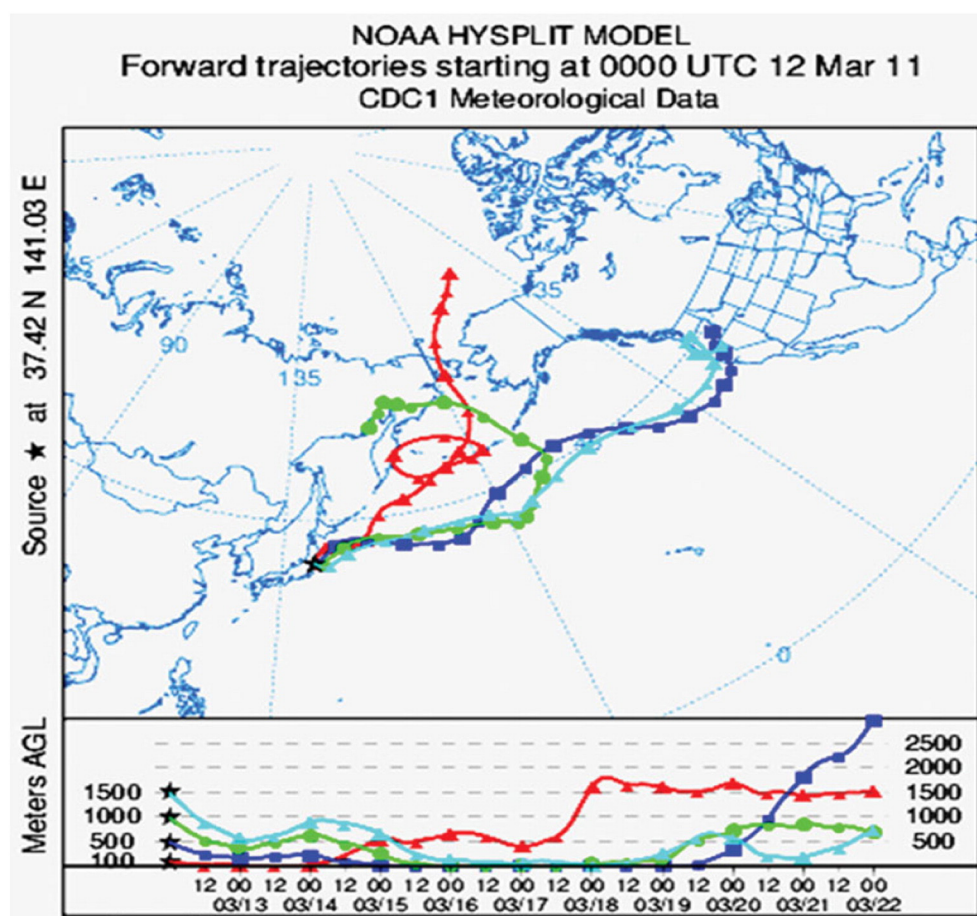 NOAA HYSPLIT MODEL
Forward trajectories starting at 0000 UTC 12 Mar 11
CDC1 Meteorological Data
Source ★ at 37.42 N 141.03 E
35
90
135
0
Meters AGL
1500
1000
500
100
2500
2000
1500
1000
500
12 00 12 00 12 00 12 00 12 00 12 00 12 00 12 00 12 00 12 00
03/13 03/14 03/15 03/16 03/17 03/18 03/19 03/20 03/21 03/22